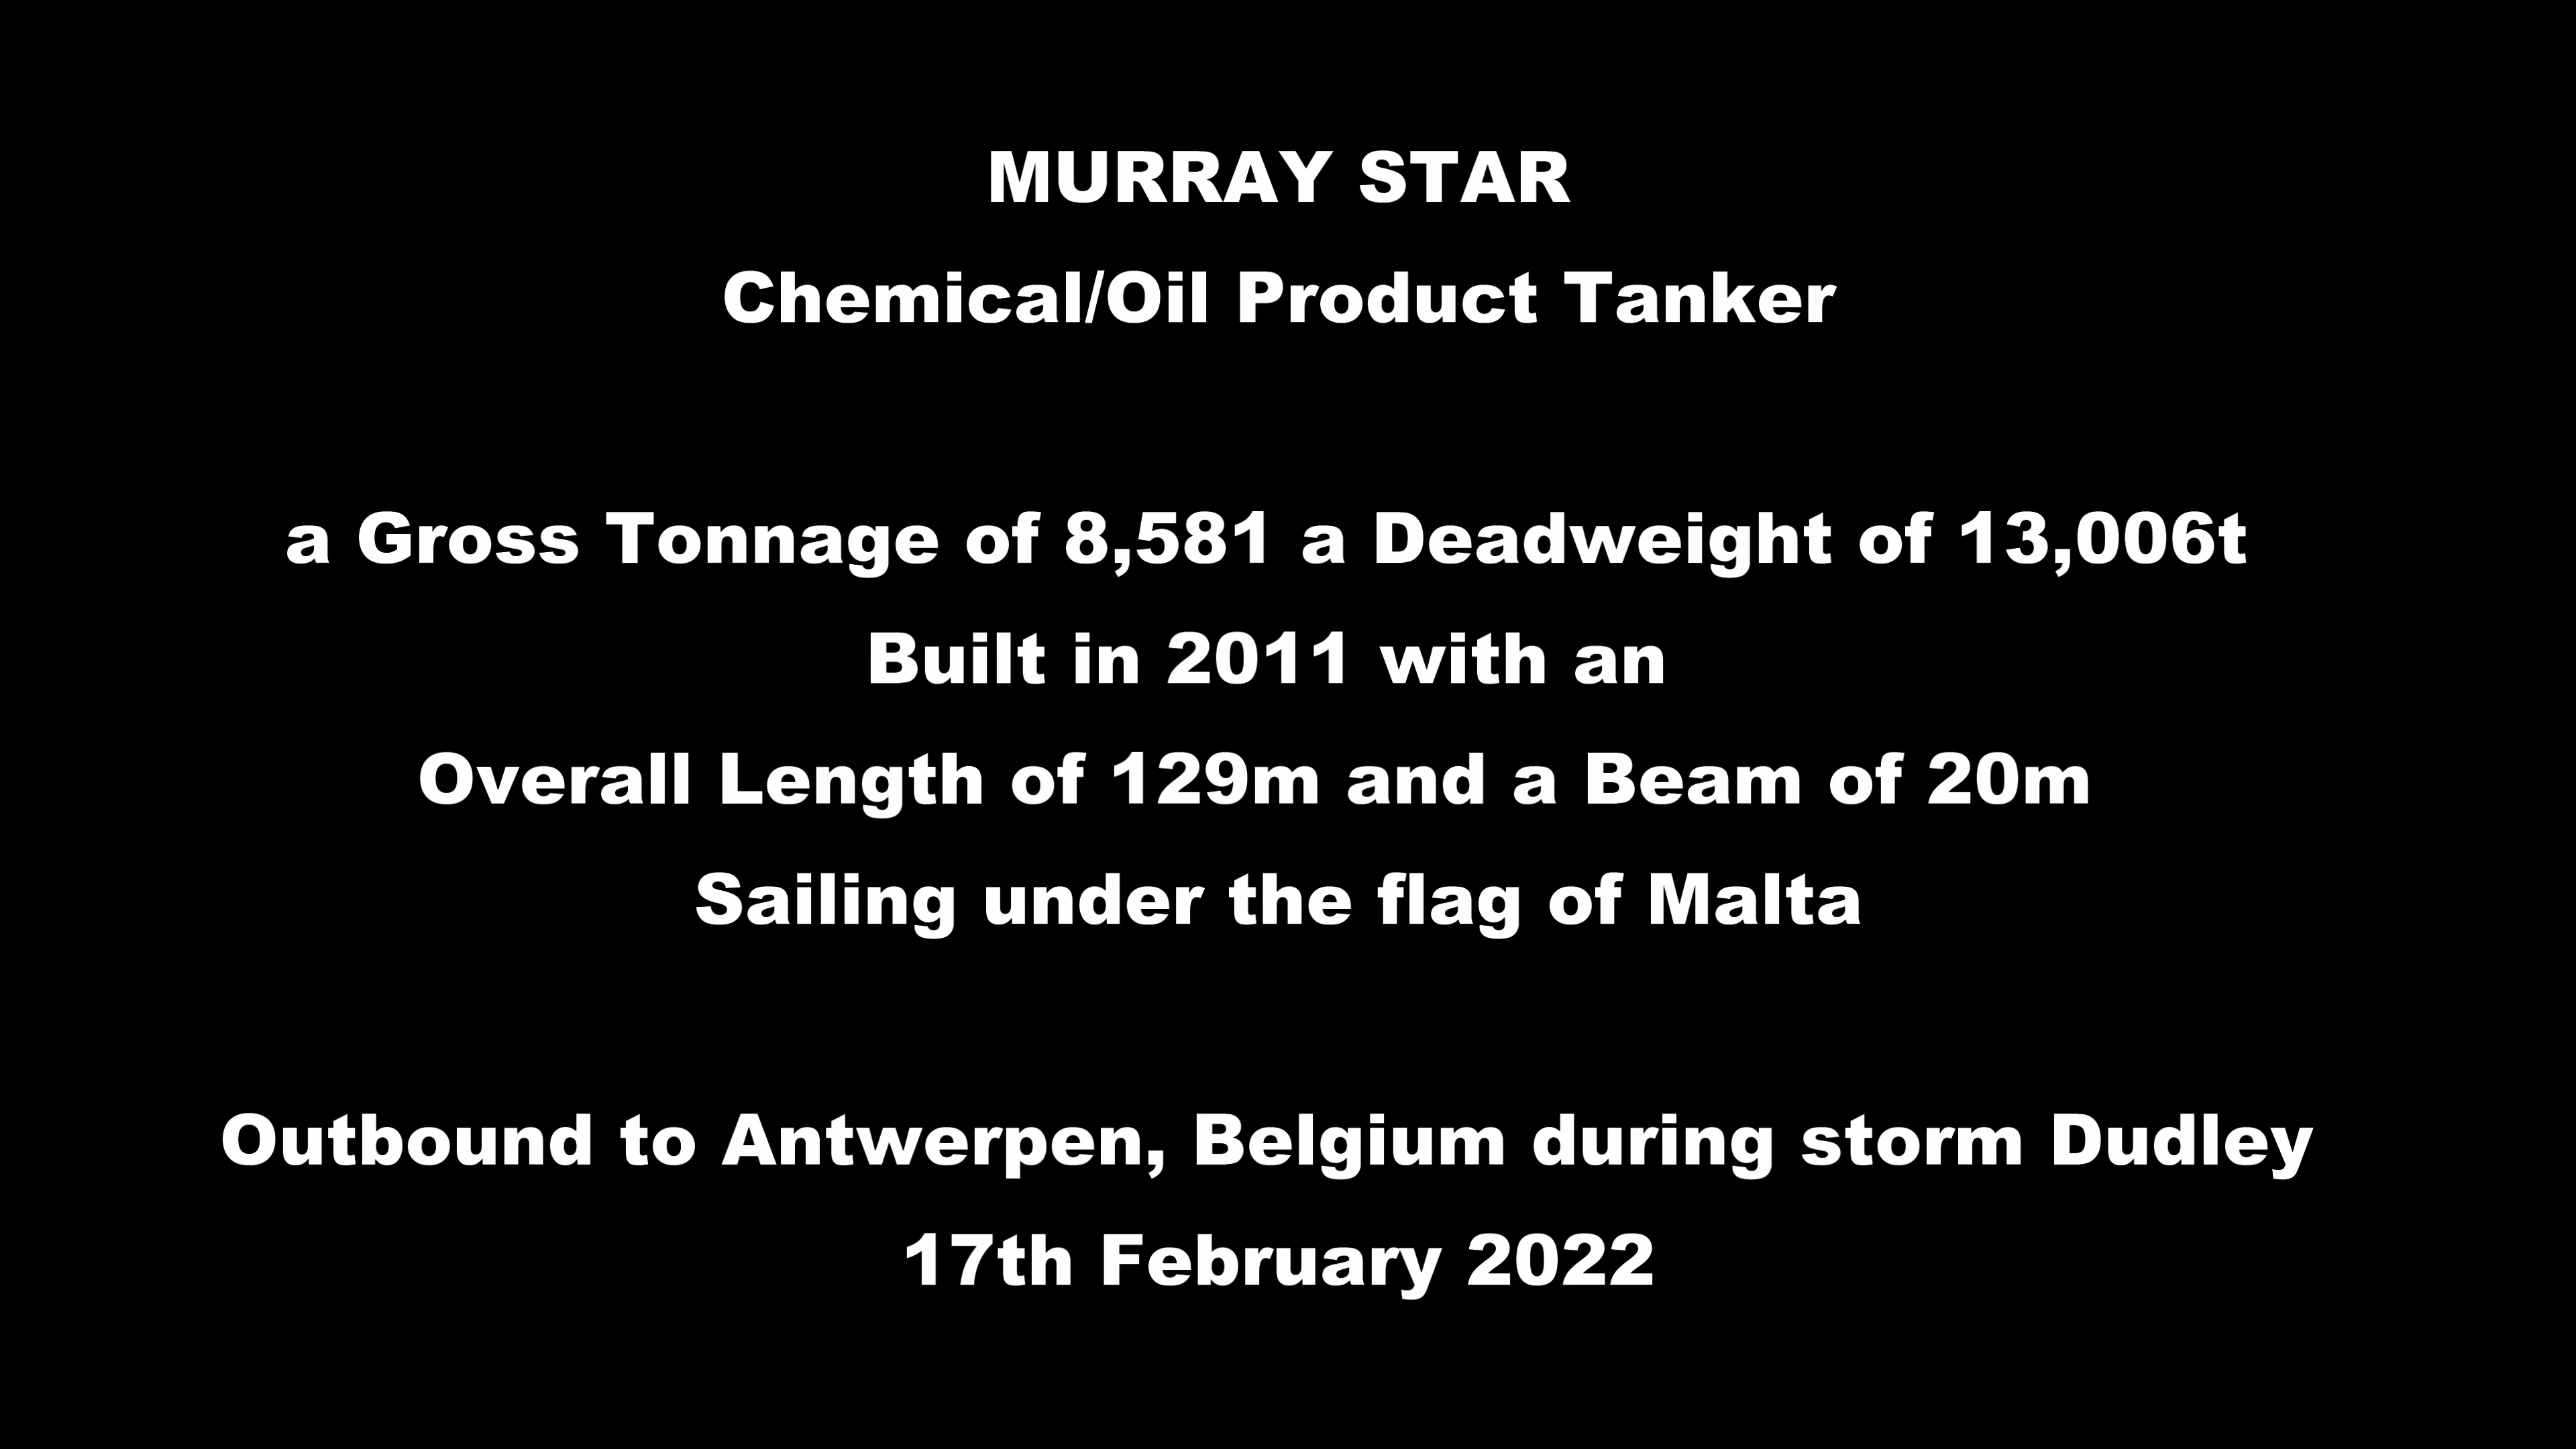 MURRAY STAR
Chemical/Oil Product Tanker
a Gross Tonnage of 8,581 a Deadweight of 13,006t
Built in 2011 with an
Overall Length of 129m and a Beam of 20m
Sailing under the flag of Malta
Outbound to Antwerpen, Belgium during storm Dudley
17th February 2022